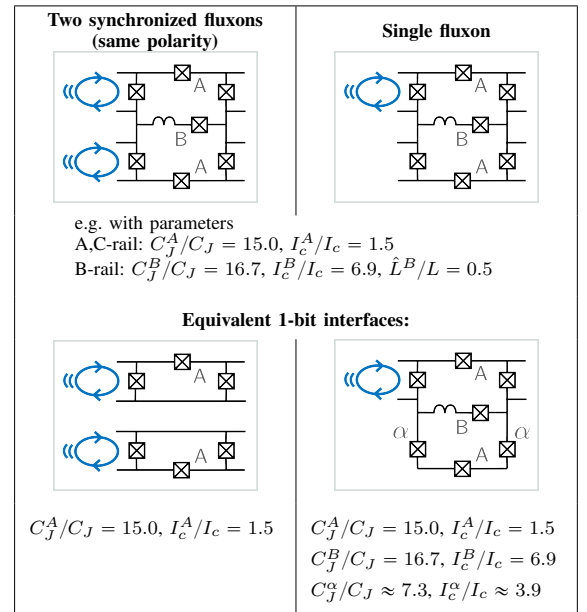 Two synchronized fluxons
(same polarity)
Single fluxon
A
B
A
A
B
A
e.g. with parameters
A,C-rail: $C_J^A/C_J = 15.0$, $I_c^A/I_c = 1.5$
B-rail: $C_J^B/C_J = 16.7$, $I_c^B/I_c = 6.9$, $\hat{L}^B/L = 0.5$
Equivalent 1-bit interfaces:
A
A
A
B
α α
A
$C_J^A/C_J = 15.0$, $I_c^A/I_c = 1.5$
$C_J^A/C_J = 15.0$, $I_c^A/I_c = 1.5$
$C_J^B/C_J = 16.7$, $I_c^B/I_c = 6.9$
$C_J^α/C_J ≈ 7.3$, $I_c^α/I_c ≈ 3.9$